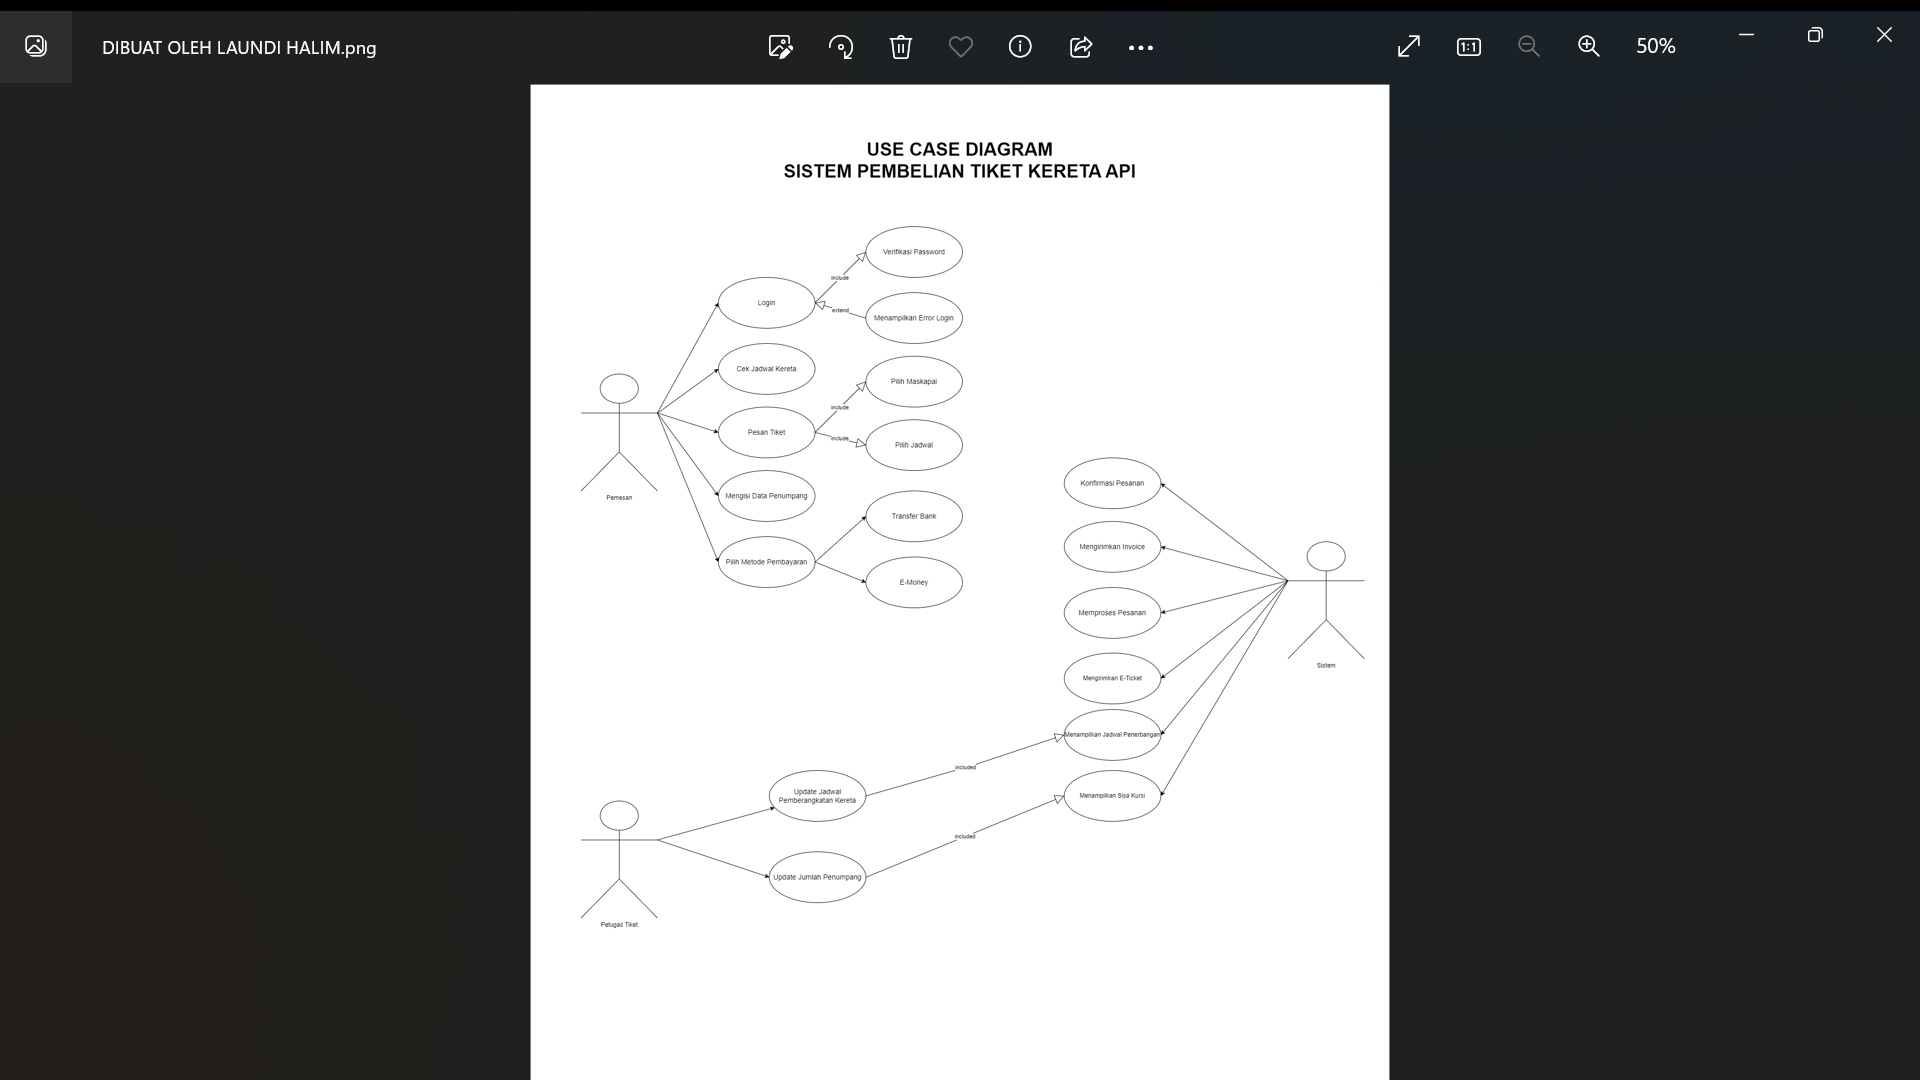 DIBUAT OLEH LAUNDI HALIM.png
50%
USE CASE DIAGRAM
SISTEM PEMBELIAN TIKET KERETA API
Verifikasi Password
include
Login
extend
Menampilkan Error Login
Cek Jadwal Kereta
Pilih Maskapai
include
Pesan Tiket
include
Pilih Jadwal
Mengisi Data Penumpang
Pemesan
Transfer Bank
Pilih Metode Pembayaran
E-Money
Konfirmasi Pesanan
Mengirimkan Invoice
Memproses Pesanan
Sistem
Mengirimkan E-Ticket
Menampilkan Jadwal Penerbangan
included
Update Jadwal
Pemberangkatan Kereta
Menampilkan Sisa Kursi
included
Update Jumlah Penumpang
Petugas Tiket